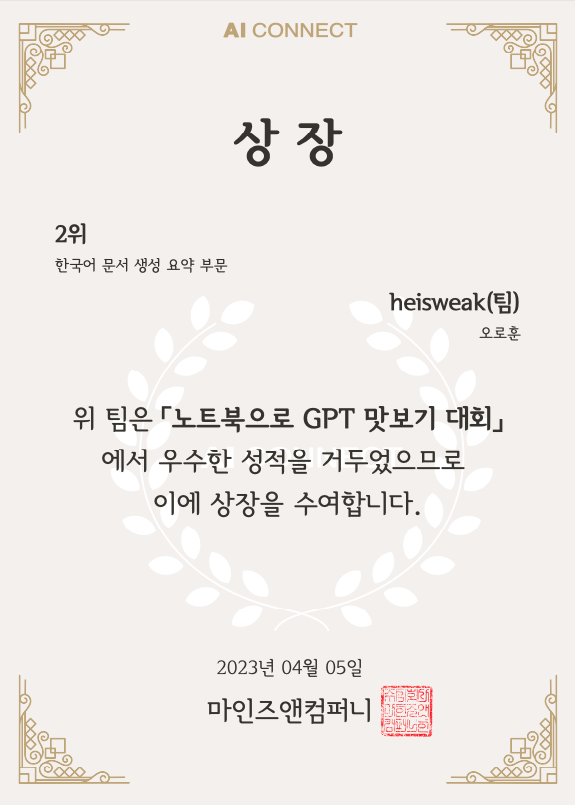 AI CONNECT
상 장
2위
한국어 문서 생성 요약 부문
heisweak(팀)
오로훈
위 팀은 「노트북으로 GPT 맛보기 대회」
에서 우수한 성적을 거두었으므로
이에 상장을 수여합니다.
2023년 04월 05일
마인즈앤컴퍼니